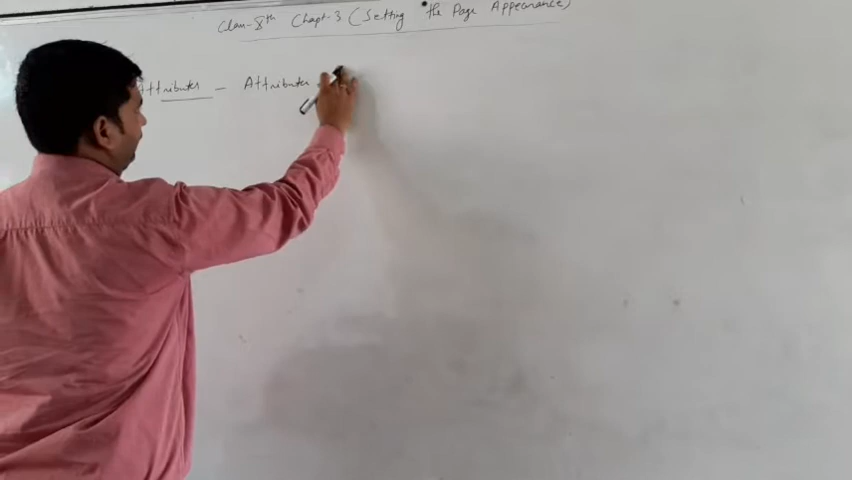 Class-8th Chapt-3 (Setting the Page Appearance)
Attributes - Attributes